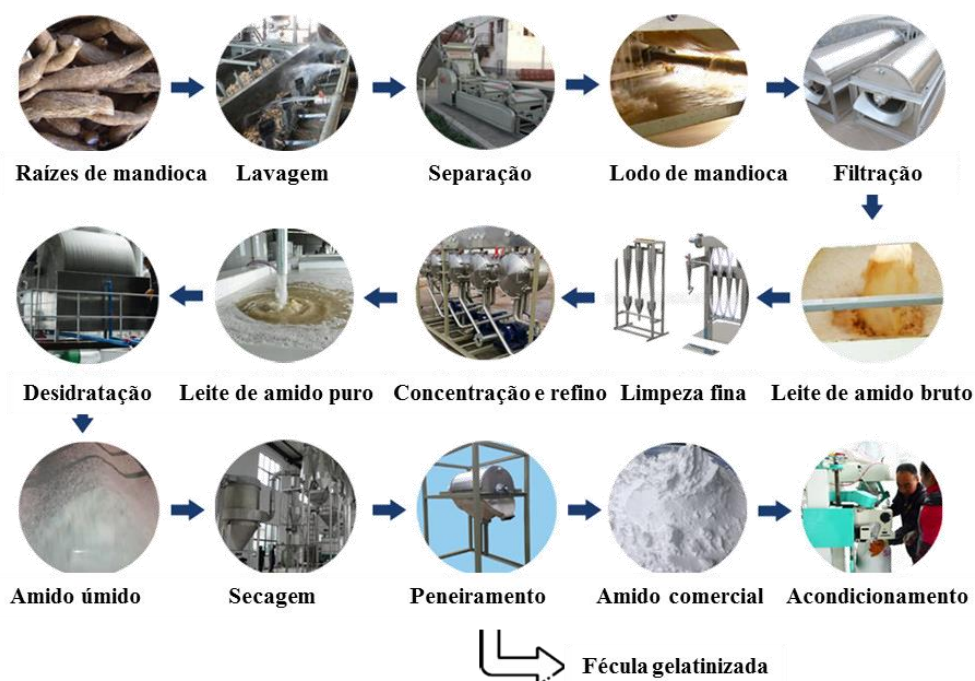 Raízes de mandioca
Lavagem
Separação
Lodo de mandioca
Filtração
Desidratação
Leite de amido puro
Concentração e refino
Limpeza fina
Leite de amido bruto
Amido úmido
Secagem
Peneiramento
Amido comercial
Acondicionamento
Fécula gelatinizada